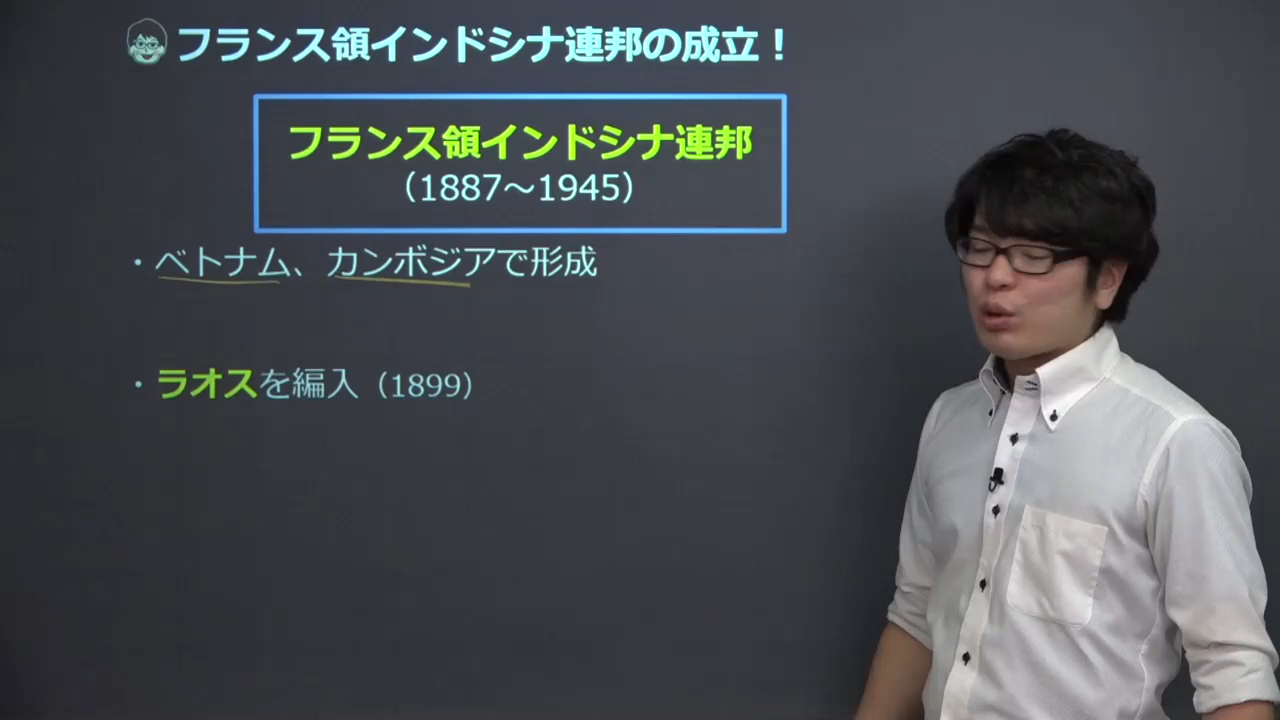 フランス領インドシナ連邦の成立！
フランス領インドシナ連邦
（1887～1945）
・ベトナム、カンボジアで形成
・ラオスを編入（1899）